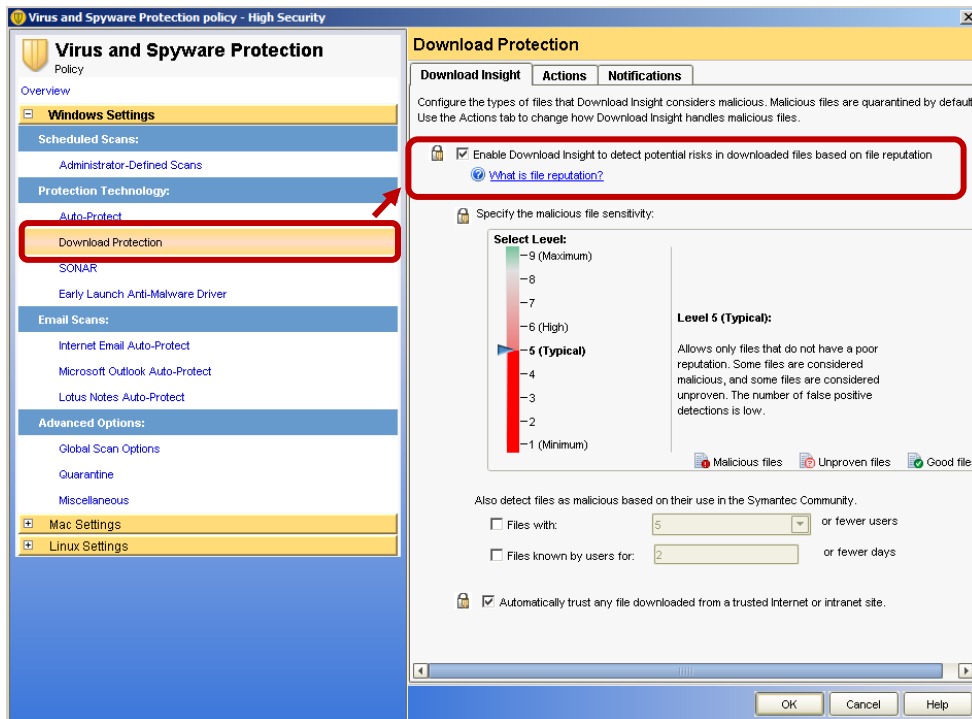 Virus and Spyware Protection policy - High Security
Virus and Spyware Protection
Policy
Overview
Windows Settings
Scheduled Scans:
Administrator-Defined Scans
Protection Technology:
Auto-Protect
Download Protection
SONAR
Early Launch Anti-Malware Driver
Email Scans:
Internet Email Auto-Protect
Microsoft Outlook Auto-Protect
Lotus Notes Auto-Protect
Advanced Options:
Global Scan Options
Quarantine
Miscellaneous
Mac Settings
Linux Settings
Download Protection
Download Insight Actions Notifications
Configure the types of files that Download Insight considers malicious. Malicious files are quarantined by default
Use the Actions tab to change how Download Insight handles malicious files.
Enable Download Insight to detect potential risks in downloaded files based on file reputation
What is file reputation?
Specify the malicious file sensitivity:
Select Level:
9 (Maximum)
8
7
6 (High)
5 (Typical)
4
3
2
1 (Minimum)
Level 5 (Typical):
Allows only files that do not have a poor
reputation. Some files are considered
malicious, and some files are considered
unproven. The number of false positive
detections is low.
Malicious files Unproven files Good file
Also detect files as malicious based on their use in the Symantec Community.
Files with: 5 or fewer users
Files known by users for: 2 or fewer days
Automatically trust any file downloaded from a trusted Internet or intranet site.
OK Cancel Help